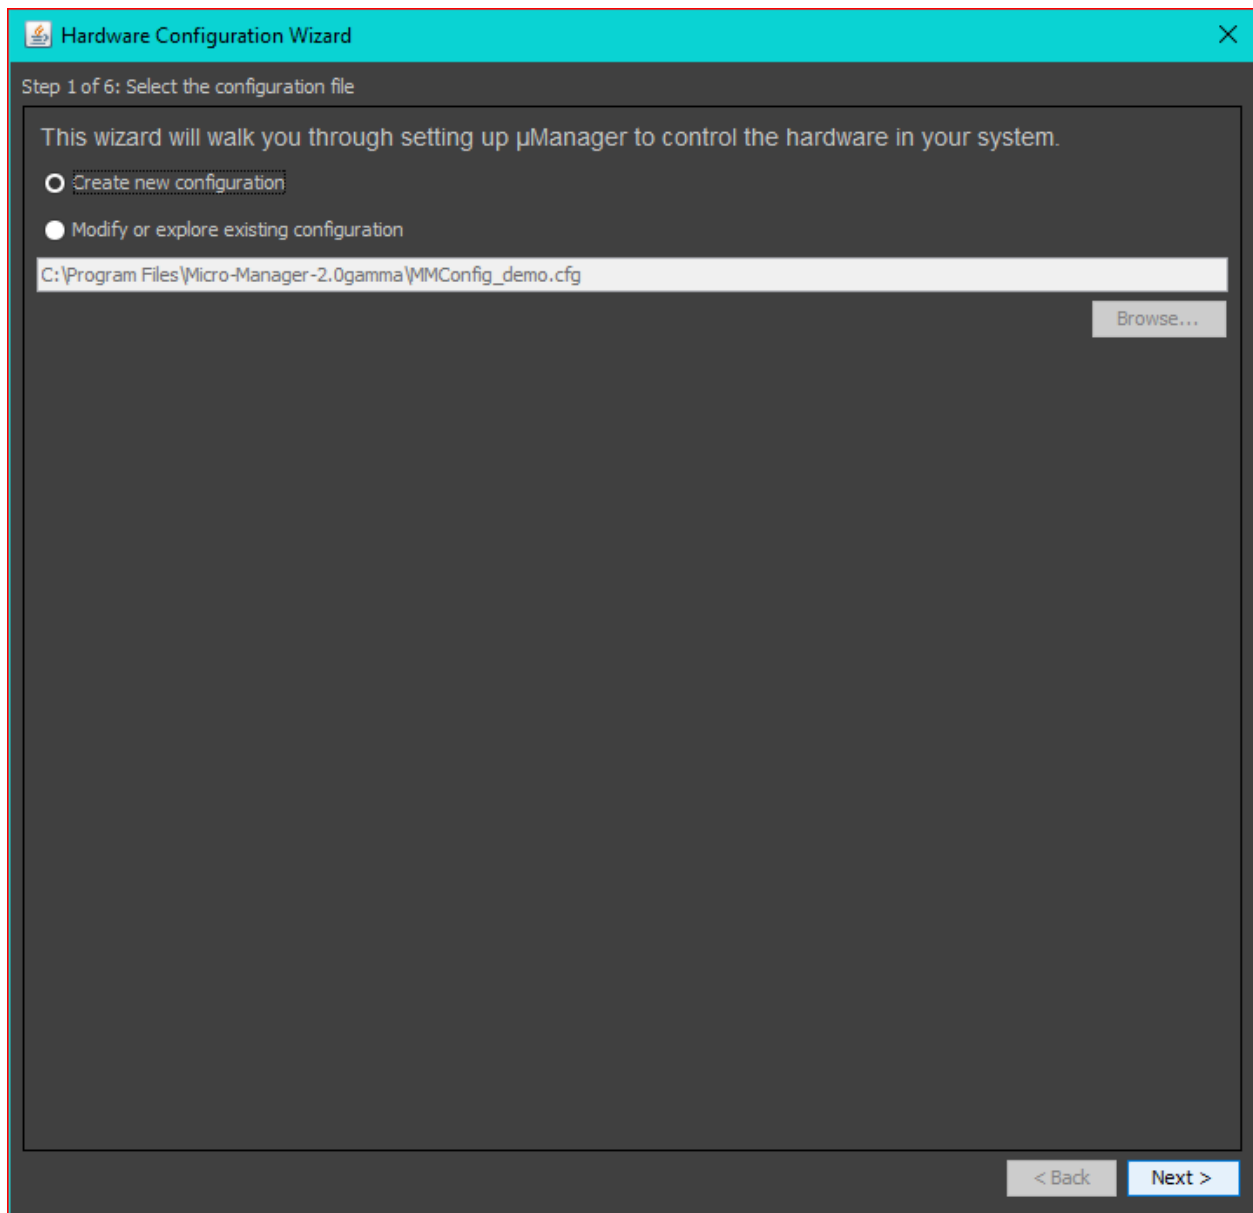 Hardware Configuration Wizard
Step 1 of 6: Select the configuration file
This wizard will walk you through setting up µManager to control the hardware in your system.
Create new configuration
Modify or explore existing configuration
C:\Program Files\Micro-Manager-2.0gamma\MMConfig_demo.cfg
Browse...
< Back
Next >